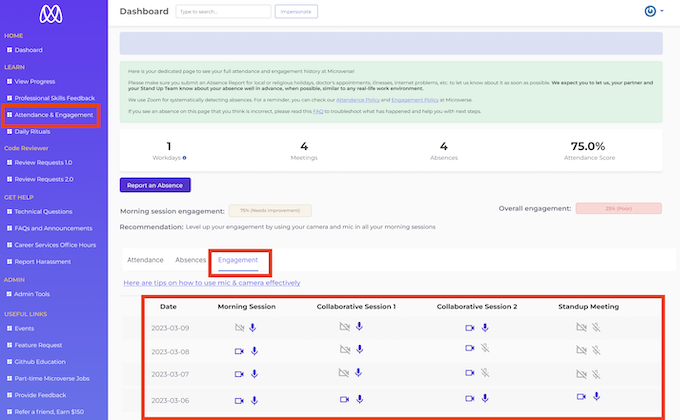 Dashboard
Type to search...
Impersonate
HOME
Dashboard
LEARN
View Progress
Professional Skills Feedback
Attendance & Engagement
Daily Rituals
Code Reviewer
Review Requests 1.0
Review Requests 2.0
GET HELP
Technical Questions
FAQs and Announcements
Career Services Office Hours
Report Harassment
ADMIN
Admin Tools
USEFUL LINKS
Events
Feature Request
Github Education
Part-time Microverse Jobs
Provide Feedback
Refer a friend, Earn $150
Here is your dedicated page to see your full attendance and engagement history at Microverse!
Please make sure you submit an Absence Report for local or religious holidays, doctor's appointments, illnesses, internet problems, etc. to let us know about it as soon as possible. We expect you to let us, your partner and
your Stand Up Team know about your absence well in advance, when possible, similar to any real-life work environment.
We use Zoom for systematically detecting absences. For a reminder, you can check our Attendance Policy and Engagement Policy at Microverse.
If you see an absence on this page that you think is incorrect, please read this FAQ to troubleshoot what has happened and help you with next steps.
1 4 4 75.0%
Workdays Meetings Absences Attendance Score
Report an Absence
Morning session engagement: 75% (Needs improvement) Overall engagement: (Poor)
Recommendation: Level up your engagement by using your camera and mic in all your morning sessions
Attendance Absences Engagement
Here are tips on how to use mic & camera effectively
Date Morning Session Collaborative Session 1 Collaborative Session 2 Standup Meeting
2023-03-09
2023-03-08
2023-03-07
2023-03-06